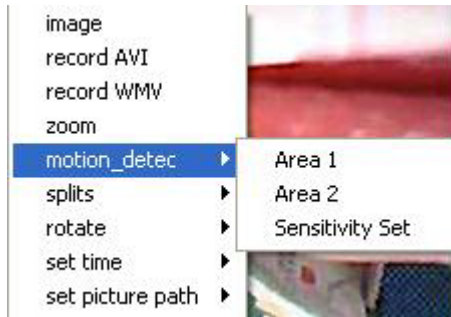 image
record AVI
record WMV
zoom
motion_detec
Area 1
splits
Area 2
rotate
Sensitivity Set
set time
set picture path